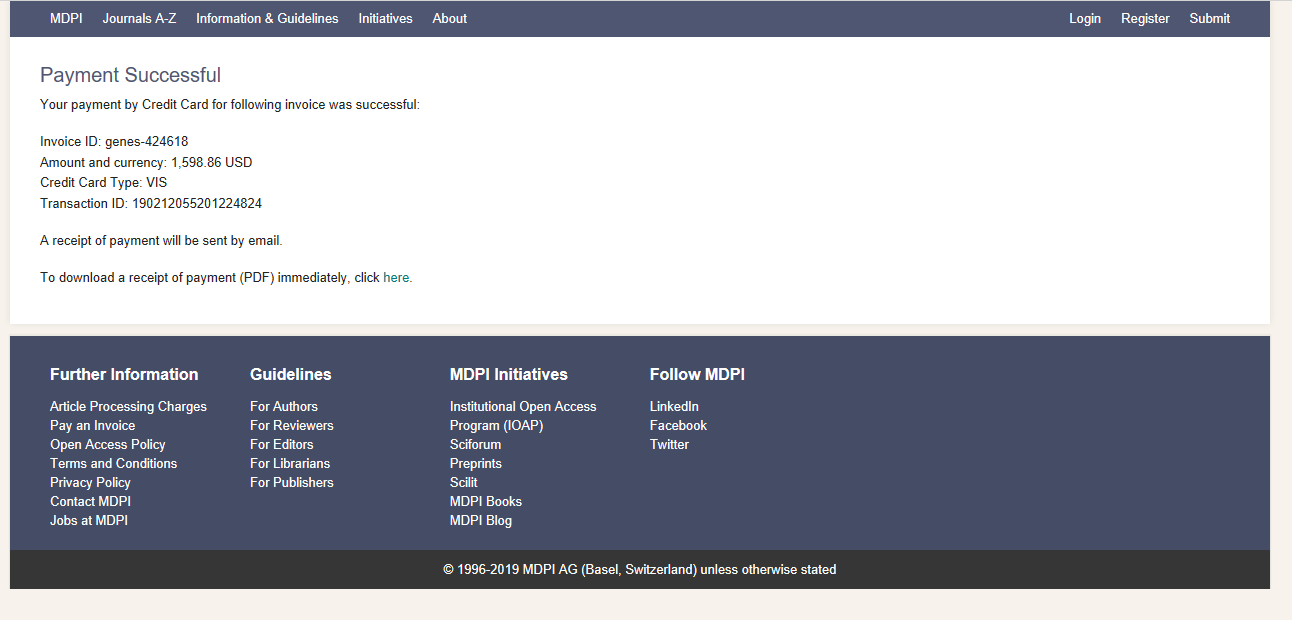 MDPI Journals A-Z Information & Guidelines Initiatives About Login Register Submit
Payment Successful
Your payment by Credit Card for following invoice was successful:
Invoice ID: genes-424618
Amount and currency: 1,598.86 USD
Credit Card Type: VIS
Transaction ID: 190212055201224824
A receipt of payment will be sent by email.
To download a receipt of payment (PDF) immediately, click here.
Further Information
Article Processing Charges
Pay an Invoice
Open Access Policy
Terms and Conditions
Privacy Policy
Contact MDPI
Jobs at MDPI
Guidelines
For Authors
For Reviewers
For Editors
For Librarians
For Publishers
MDPI Initiatives
Institutional Open Access
Program (IOAP)
Sciforum
Preprints
Scilit
MDPI Books
MDPI Blog
Follow MDPI
LinkedIn
Facebook
Twitter
© 1996-2019 MDPI AG (Basel, Switzerland) unless otherwise stated